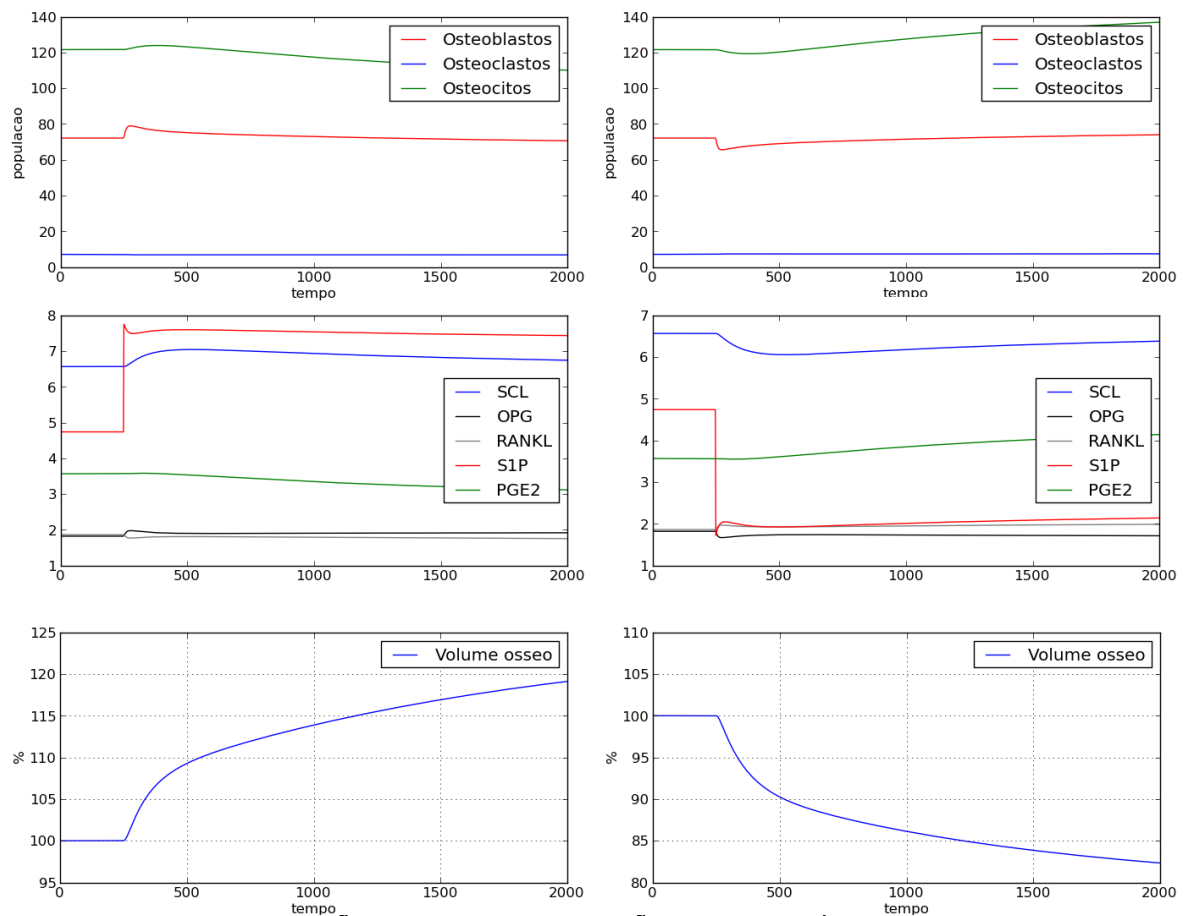 140
120
100
80
60
40
20
0
populacao
Osteoblastos
Osteoclastos
Osteocitos
0 500 1000 1500 2000
tempo
140
120
100
80
60
40
20
0
populacao
Osteoblastos
Osteoclastos
Osteocitos
0 500 1000 1500 2000
tempo
8
7
6
5
4
3
2
1
SCL
OPG
RANKL
S1P
PGE2
0 500 1000 1500 2000
7
6
5
4
3
2
1
SCL
OPG
RANKL
S1P
PGE2
0 500 1000 1500 2000
125
120
115
110
105
100
95
%
Volume osseo
0 500 1000 1500 2000
tempo
110
105
100
95
90
85
80
%
Volume osseo
0 500 1000 1500 2000
tempo